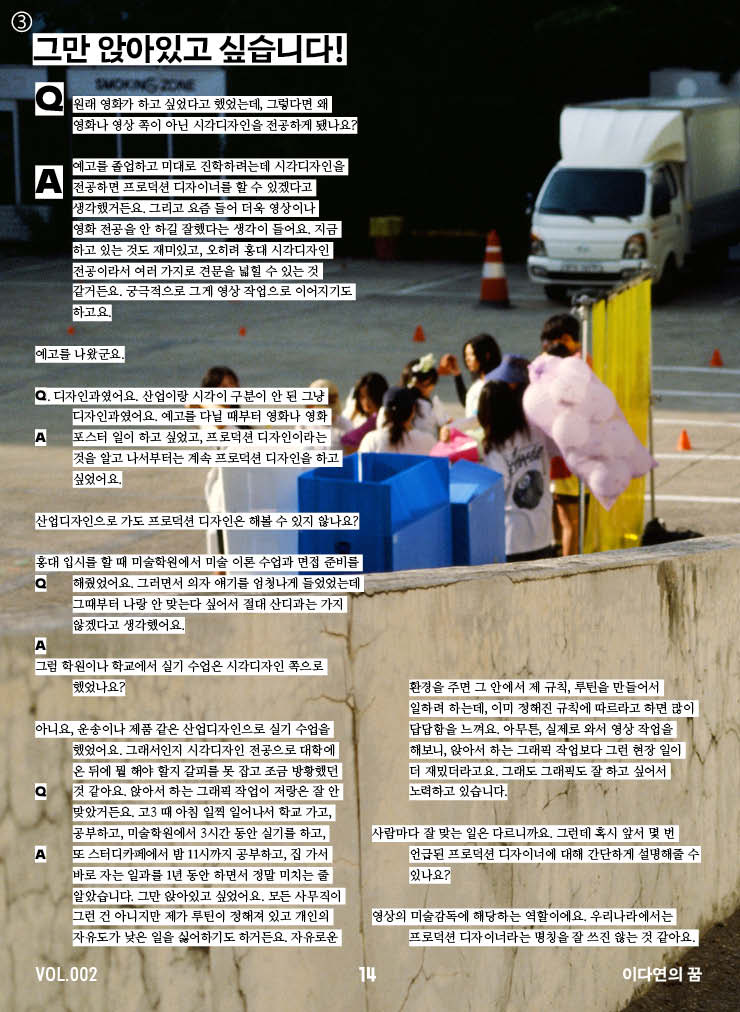 ③
그만 앉아있고 싶습니다!
SMOKING ZONE
Q
원래 영화가 하고 싶었다고 했었는데, 그렇다면 왜
영화나 영상 쪽이 아닌 시각디자인을 전공하게 됐나요?
A
예고를 졸업하고 미대로 진학하려는데 시각디자인을
전공하면 프로덕션 디자이너를 할 수 있겠다고
생각했거든요. 그리고 요즘 들어 더욱 영상이나
영화 전공을 안 하길 잘했다는 생각이 들어요. 지금
하고 있는 것도 재미있고, 오히려 홍대 시각디자인
전공이라서 여러 가지로 견문을 넓힐 수 있는 것
같거든요. 궁극적으로 그게 영상 작업으로 이어지기도
하고요.
예고를 나왔군요.
Q. 디자인과였어요. 산업이랑 시각이 구분이 안 된 그냥
디자인과였어요. 예고를 다닐 때부터 영화나 영화
A 포스터 일이 하고 싶었고, 프로덕션 디자인이라는
것을 알고 나서부터는 계속 프로덕션 디자인을 하고
싶었어요.
산업디자인으로 가도 프로덕션 디자인은 해볼 수 있지 않나요?
홍대 입시를 할 때 미술학원에서 미술 이론 수업과 면접 준비를
Q 해줬었어요. 그러면서 의자 얘기를 엄청나게 들었었는데
그때부터 나랑 안 맞는다 싶어서 절대 산디과는 가지
않겠다고 생각했어요.
A
그럼 학원이나 학교에서 실기 수업은 시각디자인 쪽으로
했었나요?
아니요, 운송이나 제품 같은 산업디자인으로 실기 수업을
했었어요. 그래서인지 시각디자인 전공으로 대학에
온 뒤에 뭘 해야 할지 갈피를 못 잡고 조금 방황했던
Q 것 같아요. 앉아서 하는 그래픽 작업이 저랑은 잘 안
맞았거든요. 고3 때 아침 일찍 일어나서 학교 가고,
공부하고, 미술학원에서 3시간 동안 실기를 하고,
A 또 스터디카페에서 밤 11시까지 공부하고, 집 가서
바로 자는 일과를 1년 동안 하면서 정말 미치는 줄
알았습니다. 그만 앉아있고 싶었어요. 모든 사무직이
그런 건 아니지만 제가 루틴이 정해져 있고 개인의
자유도가 낮은 일을 싫어하기도 하거든요. 자유로운
환경을 주면 그 안에서 제 규칙, 루틴을 만들어서
일하려 하는데, 이미 정해진 규칙에 따르라고 하면 많이
답답함을 느껴요. 아무튼, 실제로 와서 영상 작업을
해보니, 앉아서 하는 그래픽 작업보다 그런 현장 일이
더 재밌더라고요. 그래도 그래픽도 잘 하고 싶어서
노력하고 있습니다.
사람마다 잘 맞는 일은 다르니까요. 그런데 혹시 앞서 몇 번
언급된 프로덕션 디자이너에 대해 간단하게 설명해줄 수
있나요?
영상의 미술감독에 해당하는 역할이에요. 우리나라에서는
프로덕션 디자이너라는 명칭을 잘 쓰진 않는 것 같아요.
VOL.002
14
이다연의 꿈